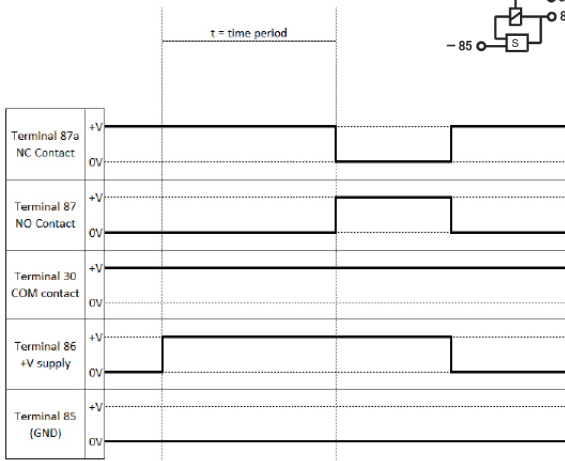 t = time period
− 85
S
Terminal 87a
NC Contact
+V
0V
Terminal 87
NO Contact
+V
0V
Terminal 30
COM contact
+V
0V
Terminal 86
+V supply
+V
0V
Terminal 85
(GND)
+V
0V